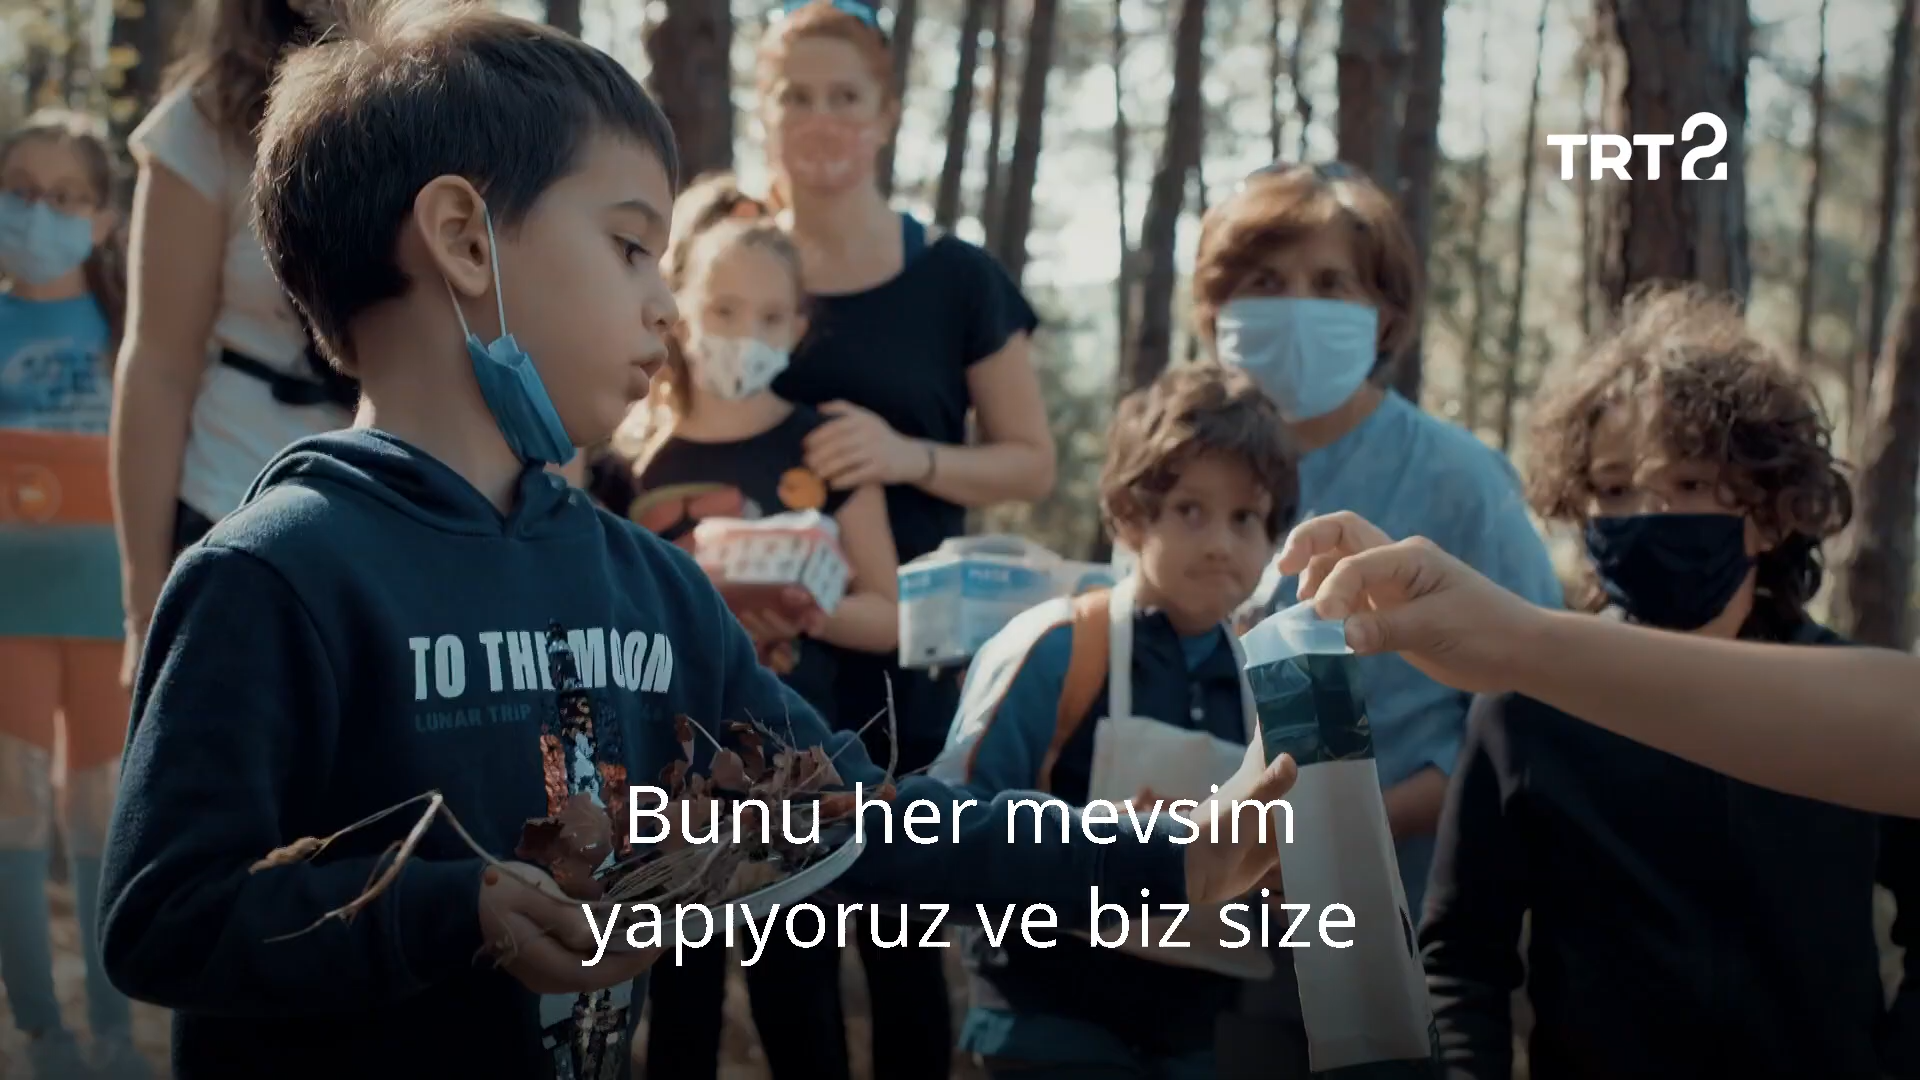 TRT2
TO THE MOON
LUNAR TRIP
Bunu her mevsim
yapıyoruz ve biz size